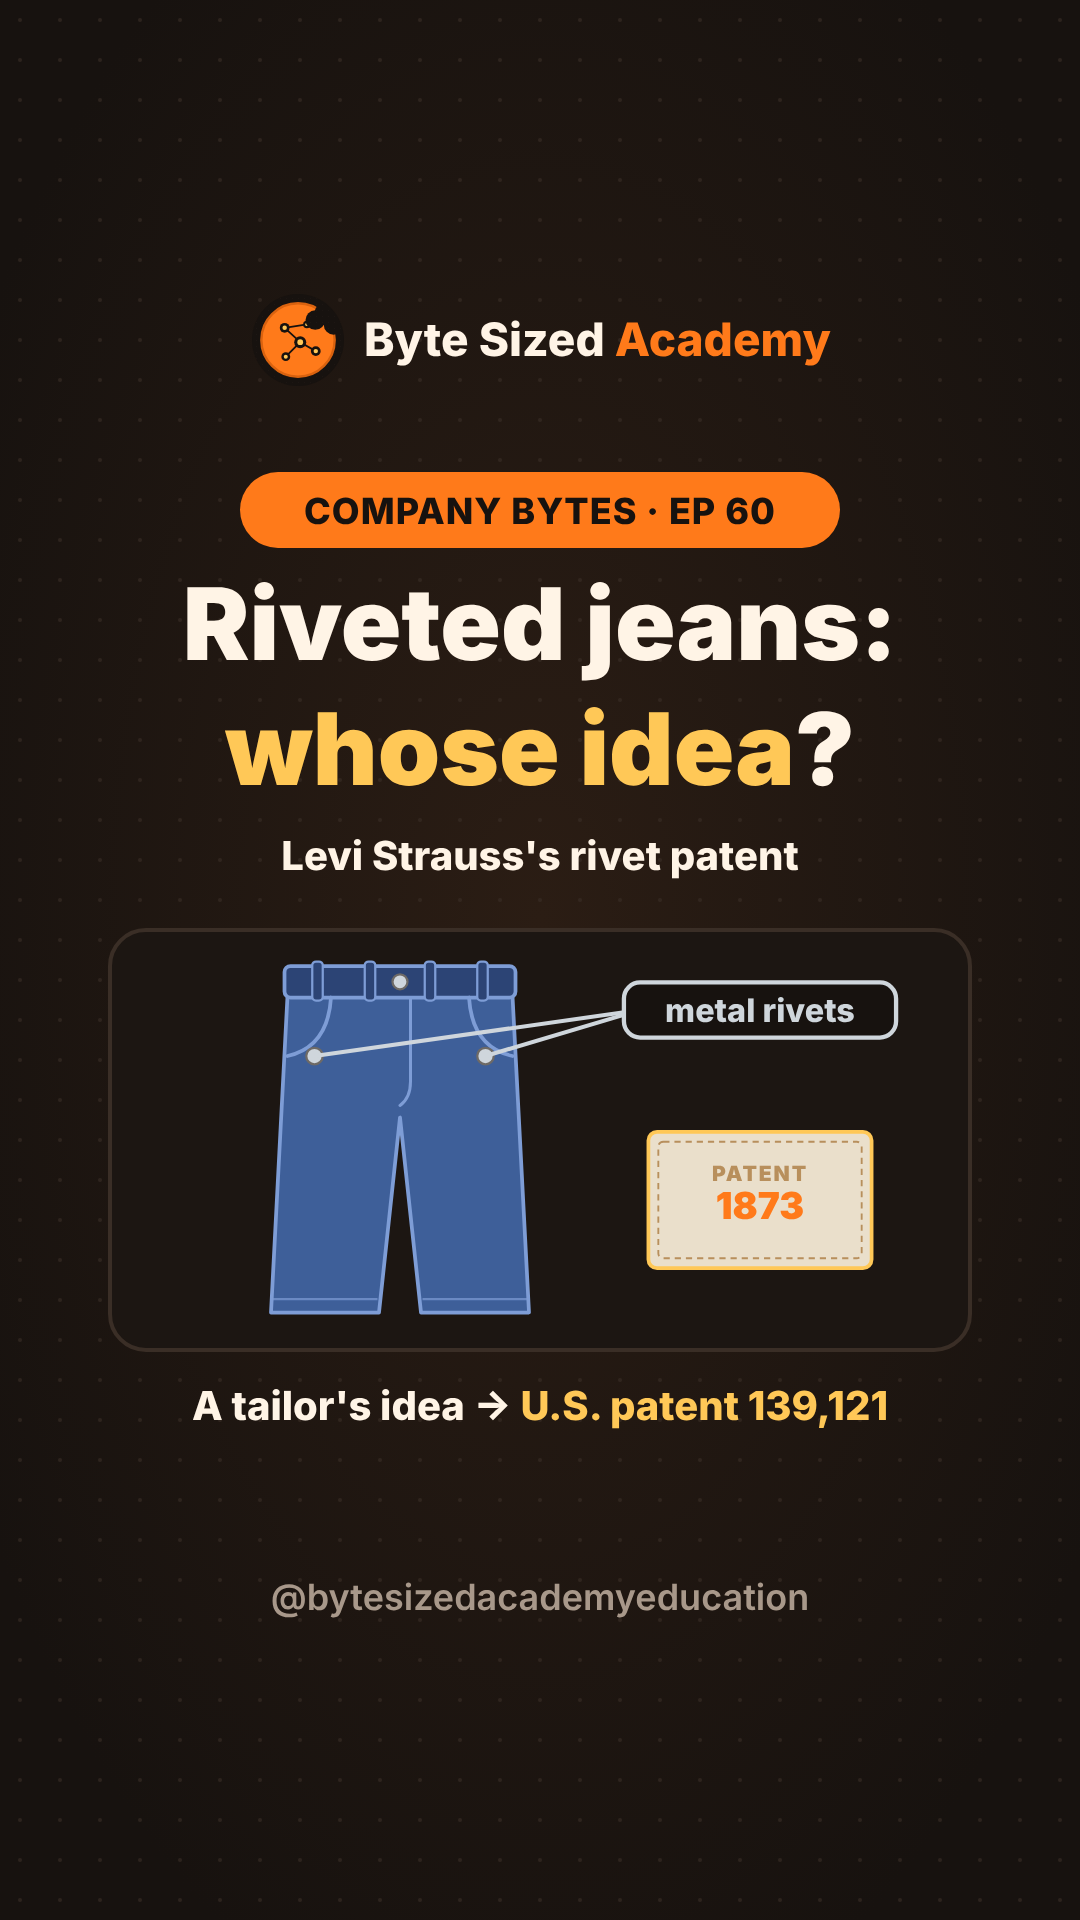 Byte Sized Academy
COMPANY BYTES · EP 60
Riveted jeans:
whose idea?
Levi Strauss's rivet patent
metal rivets
PATENT
1873
A tailor's idea → U.S. patent 139,121
@bytesizedacademyeducation